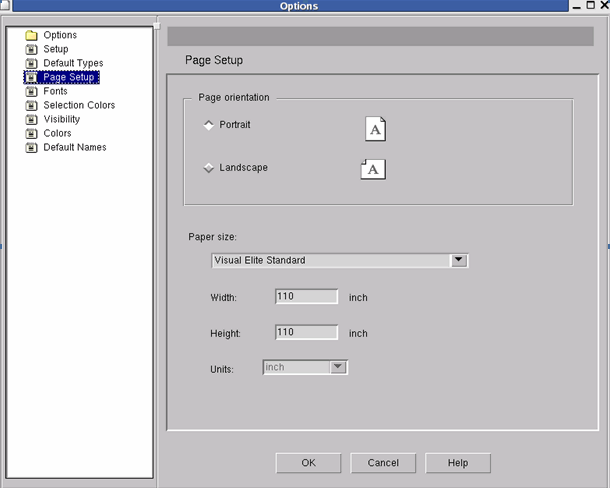 Options
Options
Setup
Default Types
Page Setup
Fonts
Selection Colors
Visibility
Colors
Default Names
Page Setup
Page orientation
Portrait
A
Landscape
A
Paper size:
Visual Elite Standard
Width: 110 inch
Height: 110 inch
Units: inch
OK Cancel Help